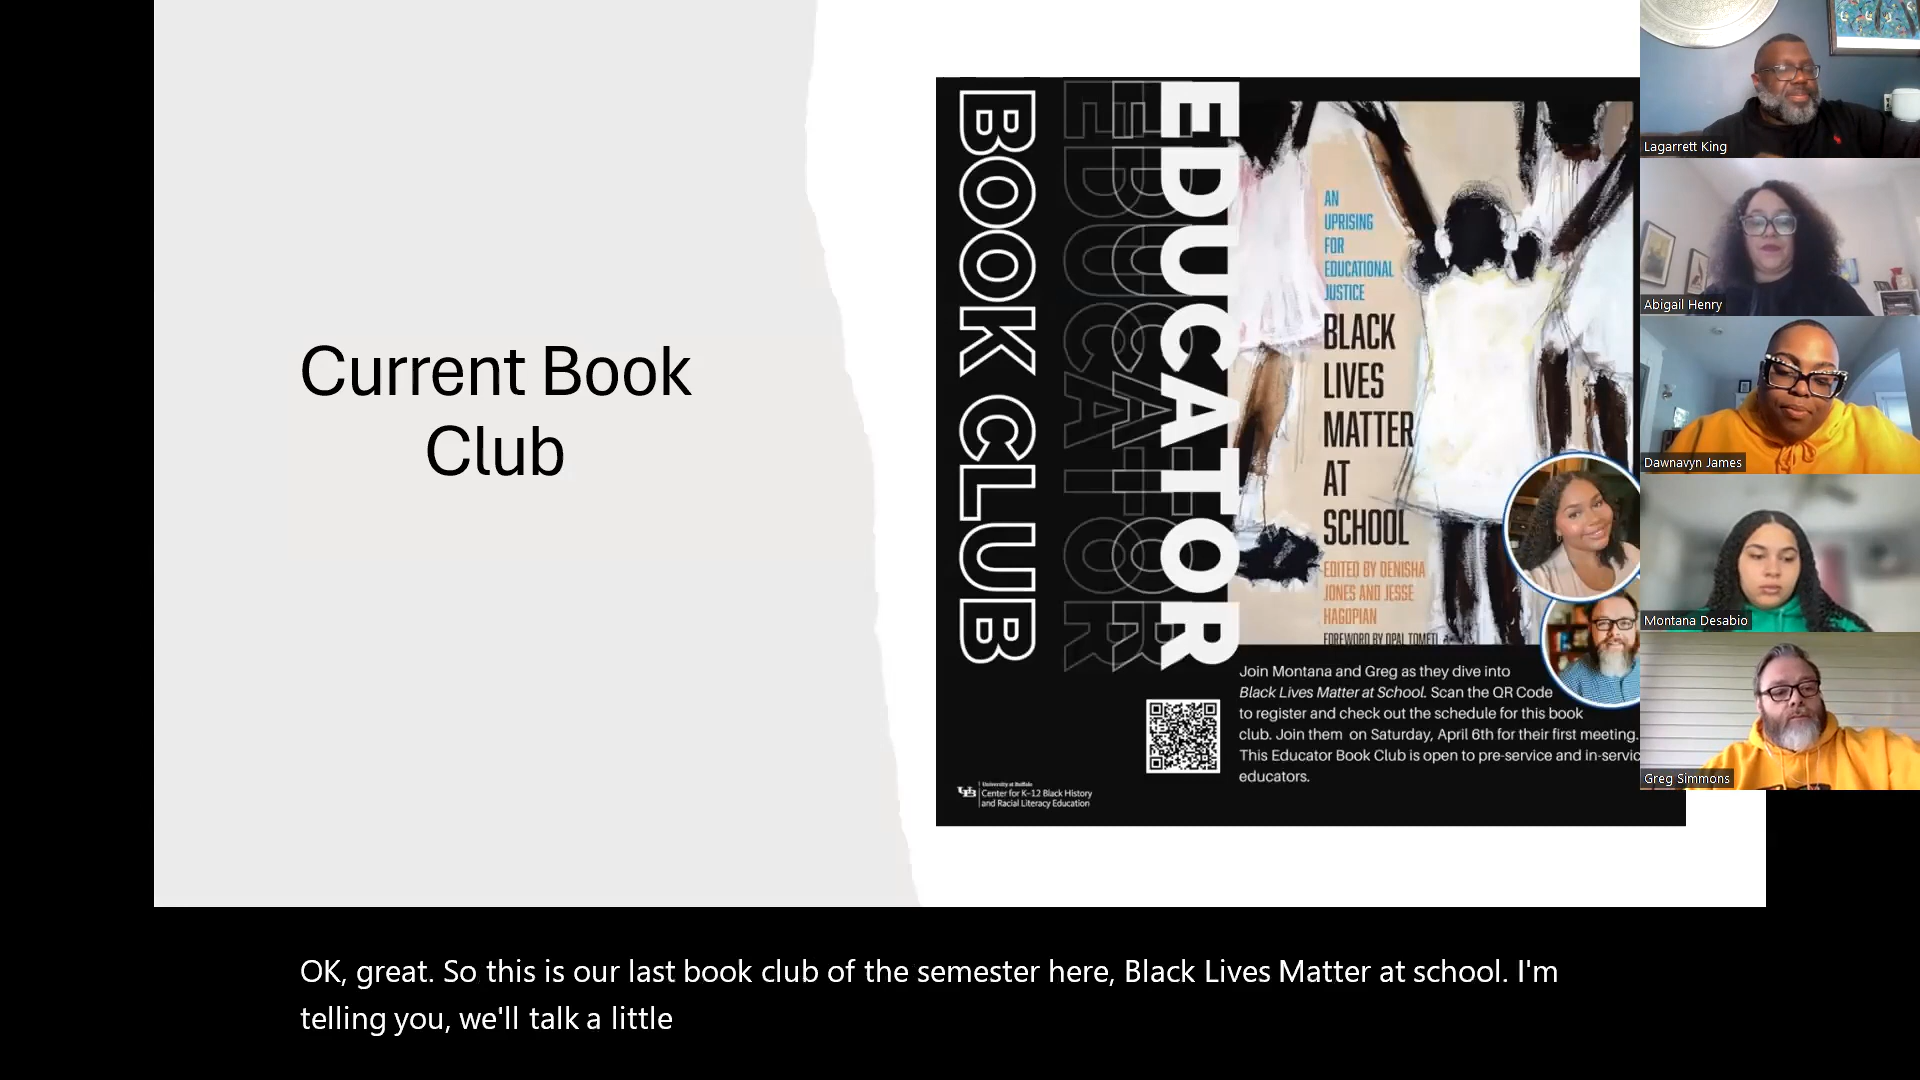 Current Book
Club
BOOK CLUB
EDUCATOR
EDUCATOR
AN
UPRISING
FOR
EDUCATIONAL
JUSTICE
BLACK
LIVES
MATTER
AT
SCHOOL
EDITED BY DENISHA
JONES AND JESSE
HAGOPIAN
FOREWORD BY OPAL TOMETI
Join Montana and Greg as they dive into
Black Lives Matter at School. Scan the QR Code
to register and check out the schedule for this book
club. Join them on Saturday, April 6th for their first meeting.
This Educator Book Club is open to pre-service and in-servic
educators.
UB
University at Buffalo
Center for K-12 Black History
and Racial Literacy Education
Lagarrett King
Abigail Henry
Dawnavyn James
Montana Desabio
Greg Simmons
OK, great. So this is our last book club of the semester here, Black Lives Matter at school. I'm
telling you, we'll talk a little